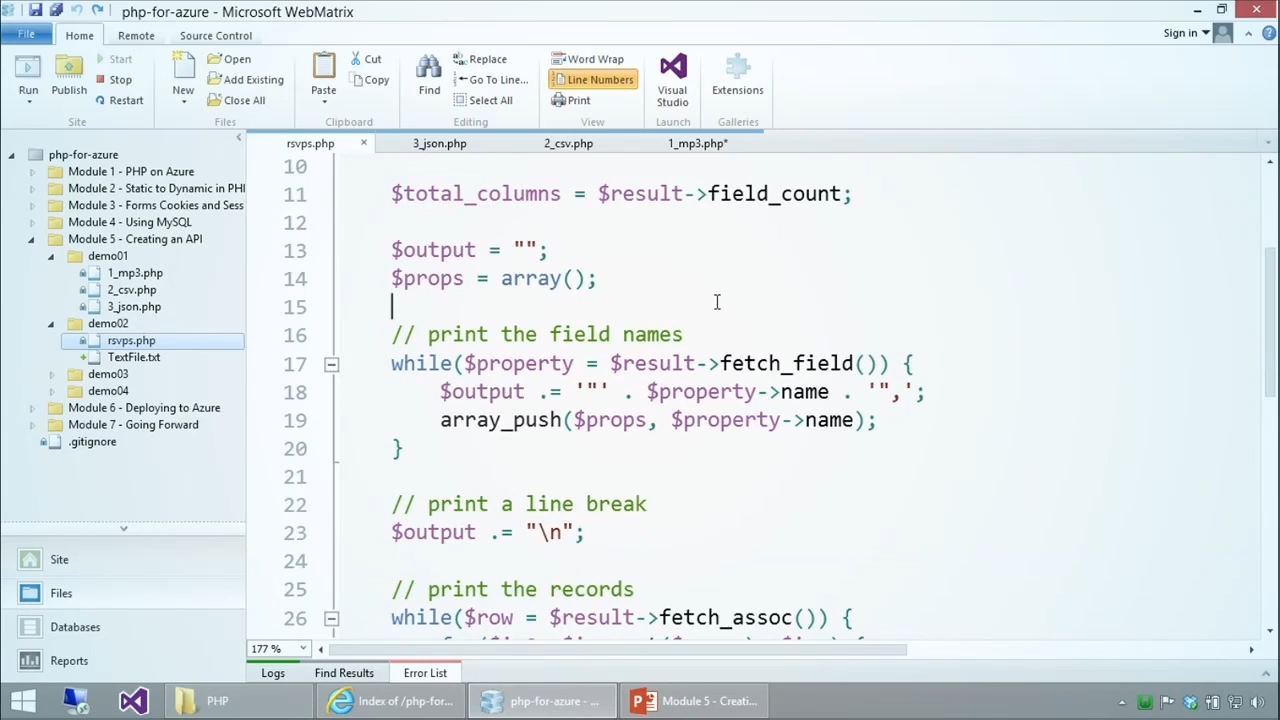 php-for-azure - Microsoft WebMatrix
File Home Remote Source Control Sign in
Run
Publish
Start
Stop
Restart
Site
New
Open
Add Existing
Close All
Files
Paste
Cut
Copy
Clipboard
Find
Replace
Go To Line...
Select All
Editing
Word Wrap
Line Numbers
Print
View
Visual
Studio
Launch
Extensions
Galleries
php-for-azure
Module 1 - PHP on Azure
Module 2 - Static to Dynamic in PHI
Module 3 - Forms Cookies and Sess
Module 4 - Using MySQL
Module 5 - Creating an API
demo01
1_mp3.php
2_csv.php
3_json.php
demo02
rsvps.php
TextFile.txt
demo03
demo04
Module 6 - Deploying to Azure
Module 7 - Going Forward
.gitignore
Site
Files
Databases
Reports
rsvps.php × 3_json.php 2_csv.php 1_mp3.php*
10
11 $total_columns = $result->field_count;
12
13 $output = "";
14 $props = array();
15
16 // print the field names
17 while($property = $result->fetch_field()) {
18 $output .= '"' . $property->name . '",';
19 array_push($props, $property->name);
20 }
21
22 // print a line break
23 $output .= "\n";
24
25 // print the records
26 while($row = $result->fetch_assoc()) {
177 %
Logs Find Results Error List
PHP Index of /php-for... php-for-azure - ... Module 5 - Creati...